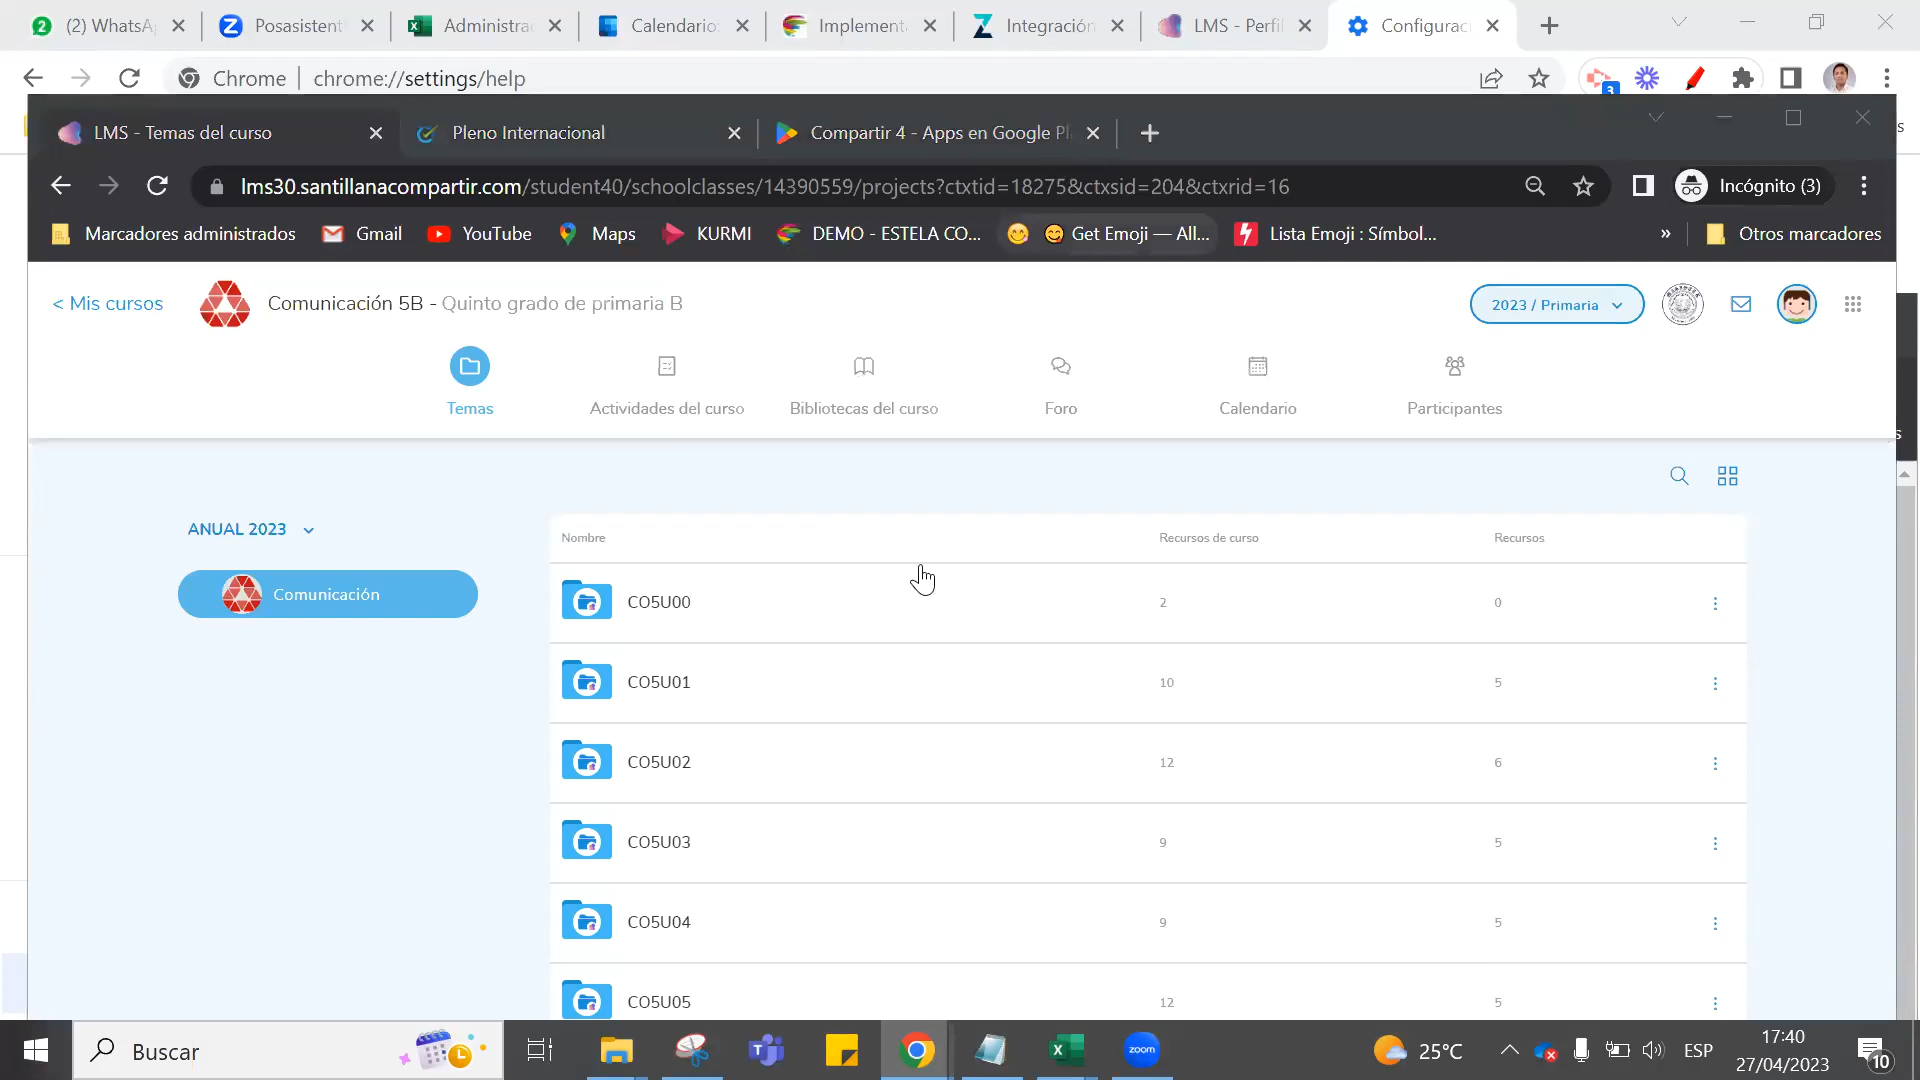 (2) WhatsA
Posasistent
Administrac
Calendario
Implement
Integración
LMS - Perfil
Configurac
Chrome | chrome://settings/help
3
LMS - Temas del curso
Pleno Internacional
Compartir 4 - Apps en Google Pl
lms30.santillanacompartir.com/student40/schoolclasses/14390559/projects?ctxtid=18275&ctxsid=204&ctxrid=16
Incógnito (3)
Marcadores administrados
Gmail
YouTube
Maps
KURMI
DEMO - ESTELA CO...
Get Emoji — All...
Lista Emoji : Símbol...
»
Otros marcadores
< Mis cursos
Comunicación 5B - Quinto grado de primaria B
2023 / Primaria
Temas
Actividades del curso
Bibliotecas del curso
Foro
Calendario
Participantes
ANUAL 2023
Comunicación
Nombre
Recursos de curso
Recursos
CO5U00 2 0
CO5U01 10 5
CO5U02 12 6
CO5U03 9 5
CO5U04 9 5
CO5U05 12 5
Buscar
zoom
25°C
ESP
17:40
27/04/2023
10